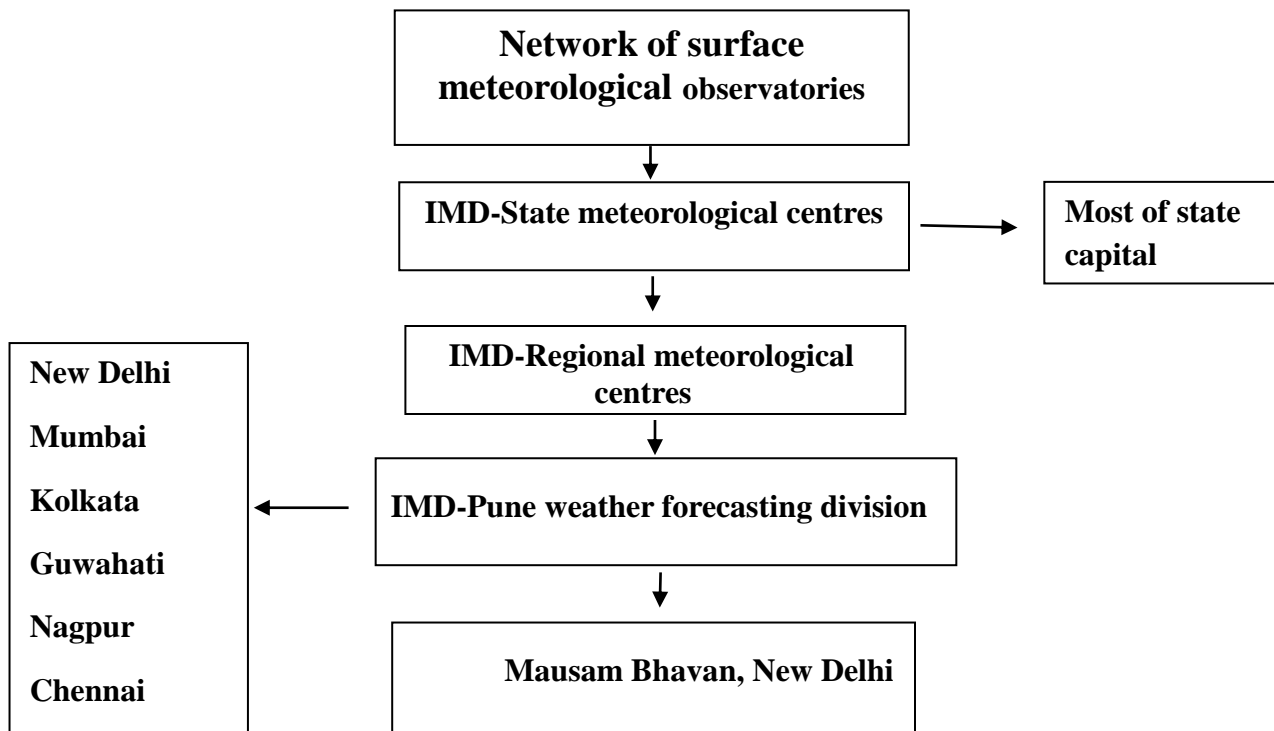 Network of surface
meteorological observatories
IMD-State meteorological centres
Most of state
capital
IMD-Regional meteorological
centres
New Delhi
Mumbai
Kolkata
Guwahati
Nagpur
Chennai
IMD-Pune weather forecasting division
Mausam Bhavan, New Delhi